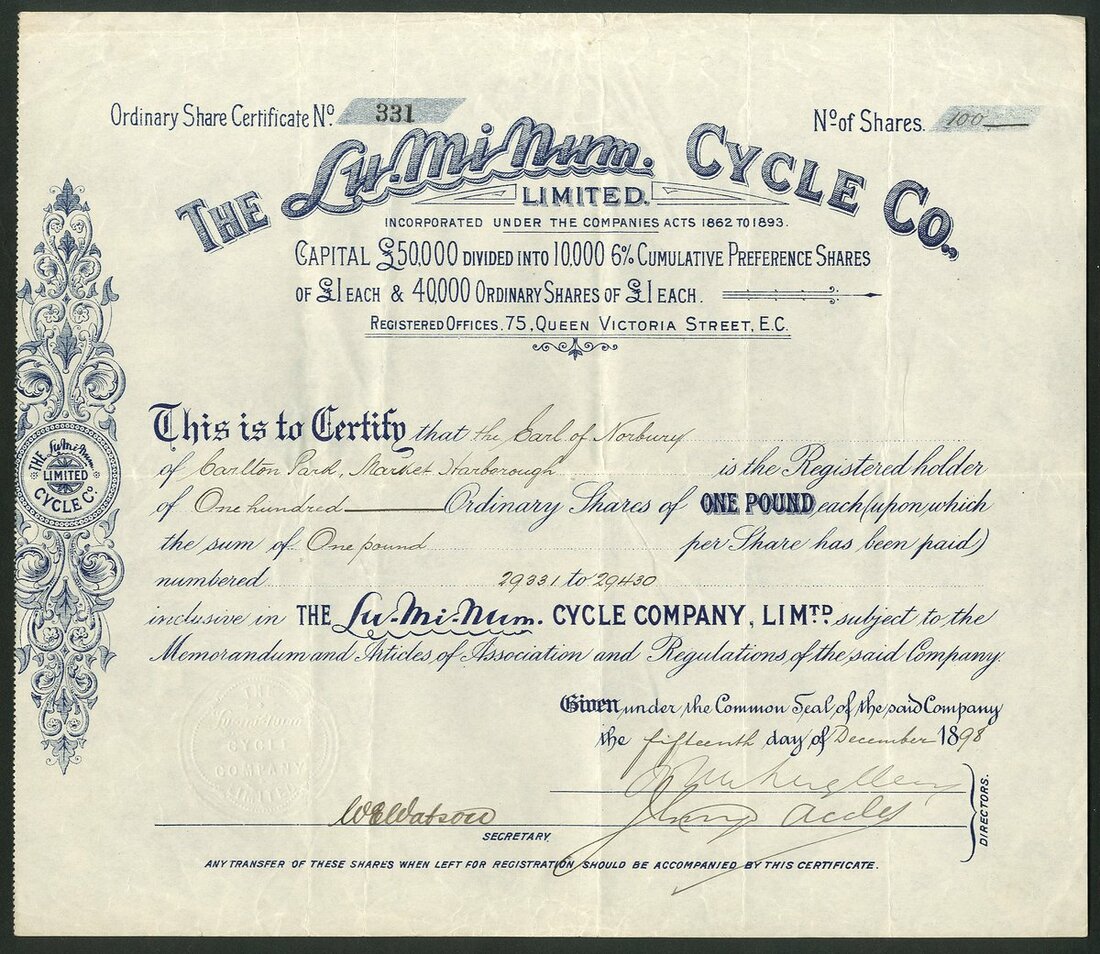 Ordinary Share Certificate No. 331
No. of Shares. 100
THE Lu-Mi-Num. CYCLE Co.,
LIMITED.
INCORPORATED UNDER THE COMPANIES ACTS 1862 TO 1893.
CAPITAL £50,000 DIVIDED INTO 10,000 6% CUMULATIVE PREFERENCE SHARES
OF £1 EACH & 40,000 ORDINARY SHARES OF £1 EACH.
REGISTERED OFFICES. 75, QUEEN VICTORIA STREET, E.C.
This is to Certify that the Earl of Norbury
of Carlton Park, Market Harborough is the Registered holder
of One hundred Ordinary Shares of ONE POUND each (upon which
the sum of One pound per Share has been paid)
numbered 29331 to 29430
inclusive in THE Lu-Mi-Num. CYCLE COMPANY, LIMTD. subject to the
Memorandum and Articles of Association and Regulations of the said Company.
THE Lu-Mi-Num
LIMITED
CYCLE Co.
Given under the Common Seal of the said Company
the fifteenth day of December 1898
THE
Lu-Mi-Num
CYCLE
COMPANY
LIMITED
DIRECTORS.
W E Watson
SECRETARY.
ANY TRANSFER OF THESE SHARES WHEN LEFT FOR REGISTRATION SHOULD BE ACCOMPANIED BY THIS CERTIFICATE.